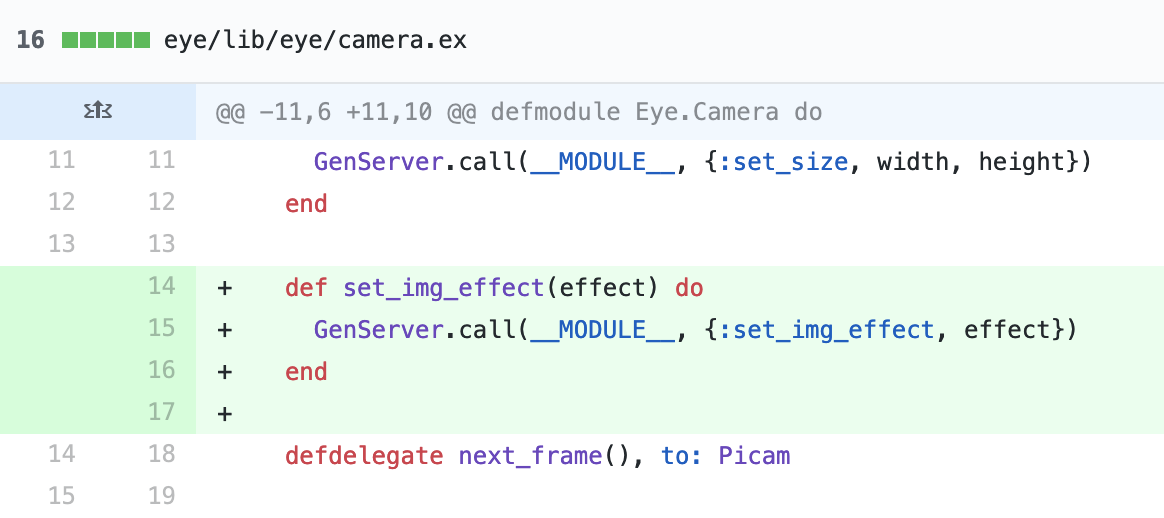 16 eye/lib/eye/camera.ex
@@ -11,6 +11,10 @@ defmodule Eye.Camera do
11 11 GenServer.call(__MODULE__, {:set_size, width, height})
12 12 end
13 13
14 + def set_img_effect(effect) do
15 + GenServer.call(__MODULE__, {:set_img_effect, effect})
16 + end
17 +
14 18 defdelegate next_frame(), to: Picam
15 19